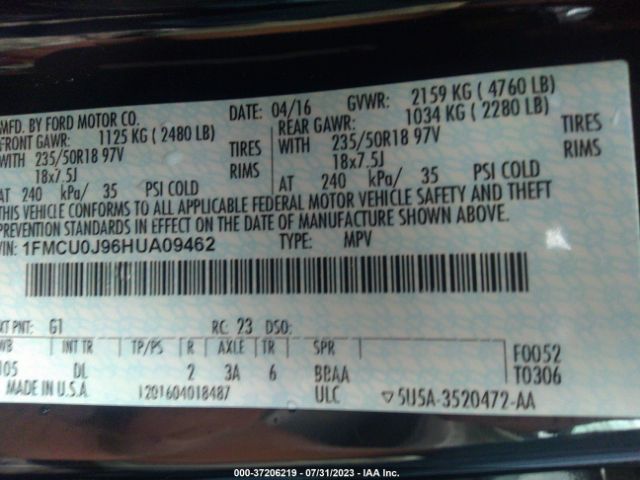 MFD. BY FORD MOTOR CO. DATE: 04/16 GVWR: 2159 KG ( 4760 LB)
FRONT GAWR: 1125 KG ( 2480 LB) REAR GAWR: 1034 KG ( 2280 LB)
WITH 235/50R18 97V TIRES WITH 235/50R18 97V TIRES
18x7.5J RIMS 18x7.5J RIMS
AT 240 kPa/ 35 PSI COLD AT 240 kPa/ 35 PSI COLD
THIS VEHICLE CONFORMS TO ALL APPLICABLE FEDERAL MOTOR VEHICLE SAFETY AND THEFT
PREVENTION STANDARDS IN EFFECT ON THE DATE OF MANUFACTURE SHOWN ABOVE.
VIN: 1FMCU0J96HUA09462 TYPE: MPV
EXT PNT: G1 RC: 23 DSO:
WB INT TR TP/PS R AXLE TR SPR F0052
105 DL 2 3A 6 BBAA T0306
MADE IN U.S.A. 1201604018487 ULC 5U5A-3520472-AA
000-37206219 - 07/31/2023 - IAA Inc.